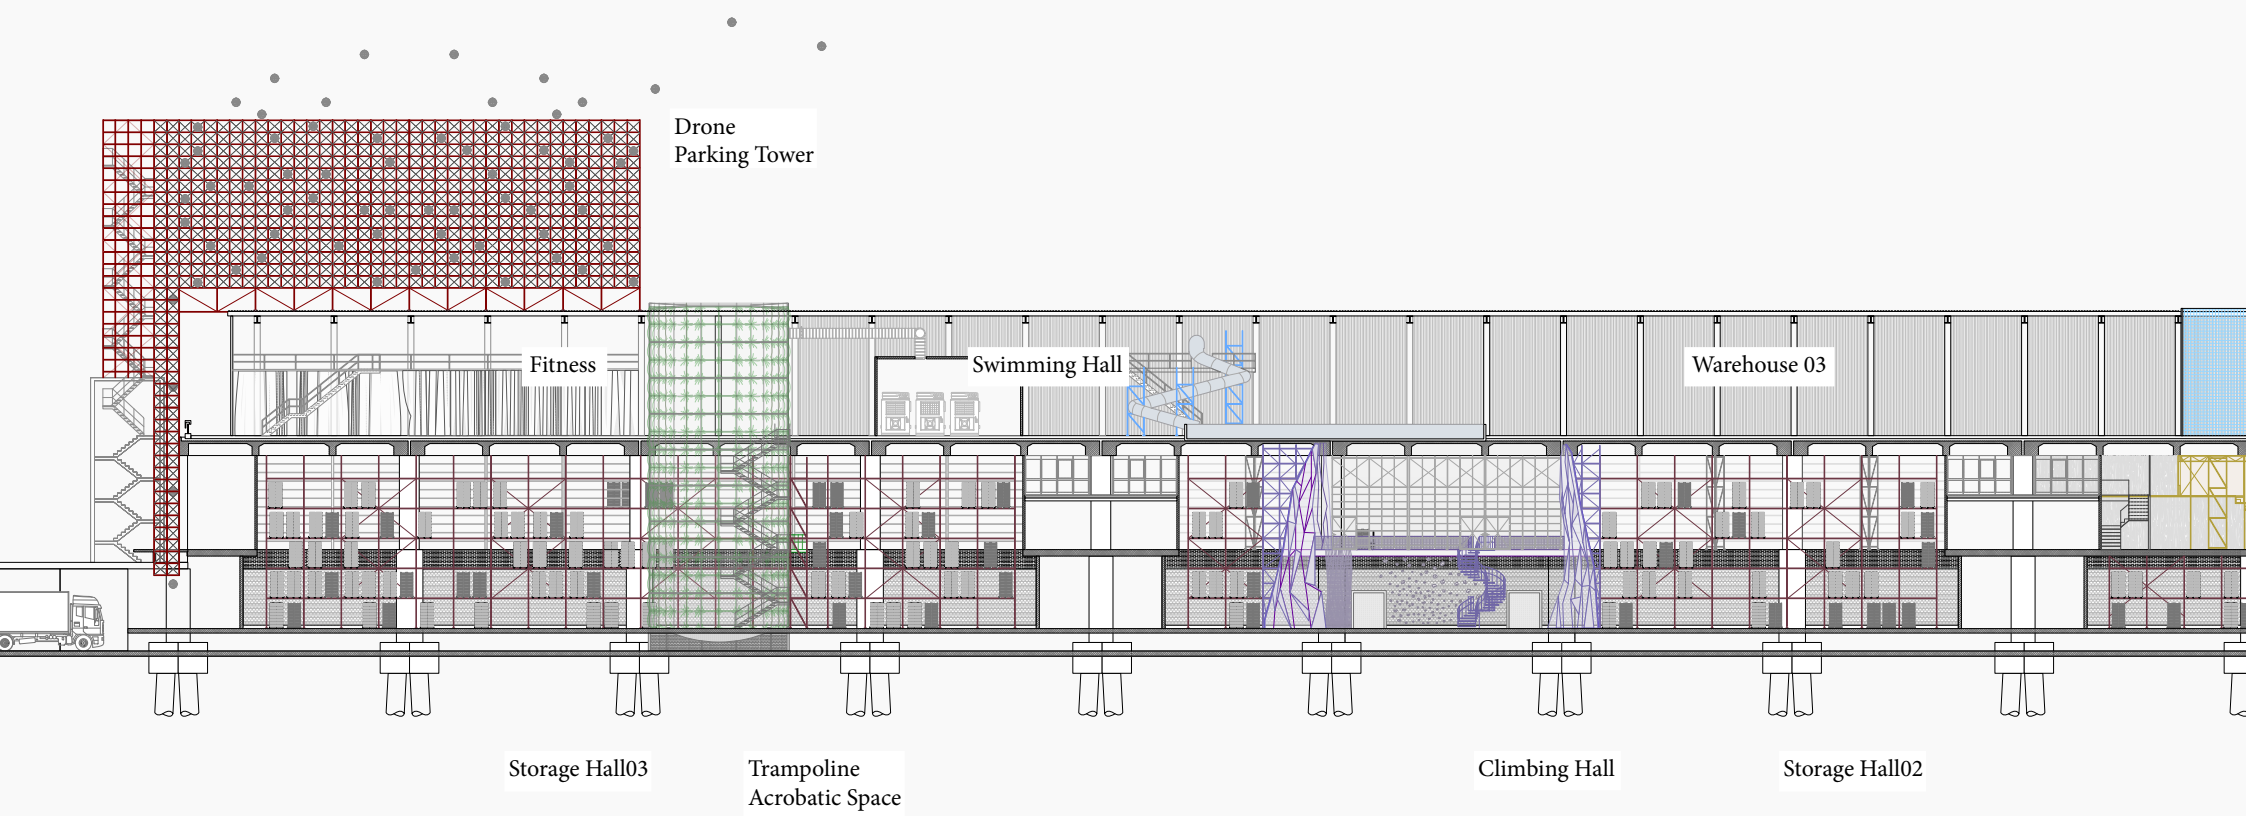 Drone
Parking Tower
Fitness
Swimming Hall
Warehouse 03
Storage Hall03
Trampoline
Acrobatic Space
Climbing Hall
Storage Hall02